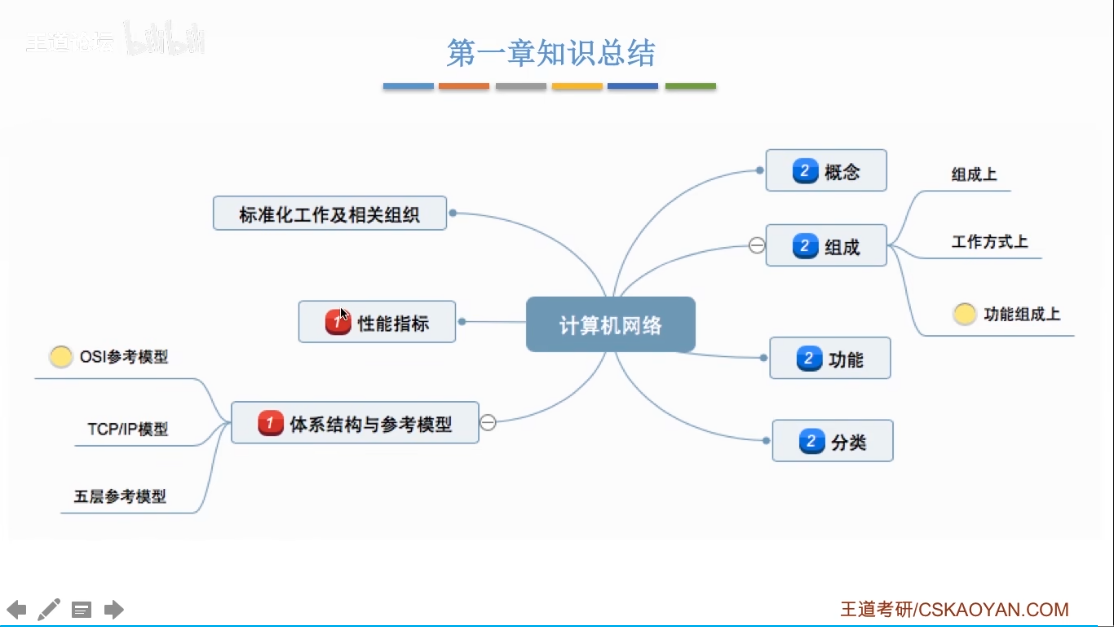 王道论坛 bilibili
第一章知识总结
标准化工作及相关组织
1 性能指标
OSI参考模型
TCP/IP模型
五层参考模型
1 体系结构与参考模型
计算机网络
2 概念
2 组成
组成上
工作方式上
功能组成上
2 功能
2 分类
王道考研/CSKAOYAN.COM